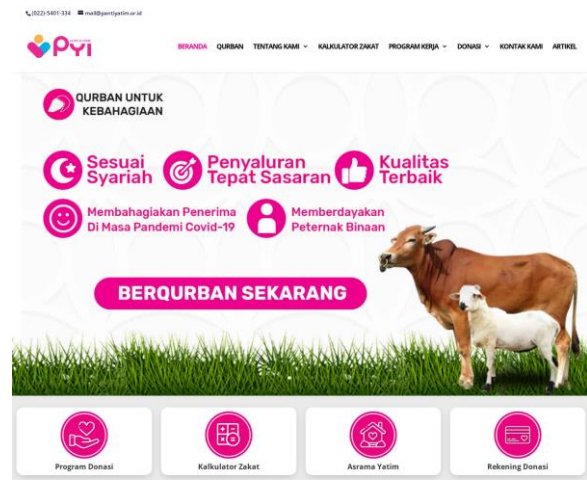 (022)-5401-334 mail@pantiyatim.or.id
PYI
BERANDA QURBAN TENTANG KAMI KALKULATOR ZAKAT PROGRAM KERJA DONASI KONTAK KAMI ARTIKEL
QURBAN UNTUK
KEBAHAGIAAN
Sesuai
Syariah
Penyaluran
Tepat Sasaran
Kualitas
Terbaik
Membahagiakan Penerima
Di Masa Pandemi Covid-19
Memberdayakan
Peternak Binaan
BERQURBAN SEKARANG
Program Donasi
Kalkulator Zakat
Asrama Yatim
Rekening Donasi